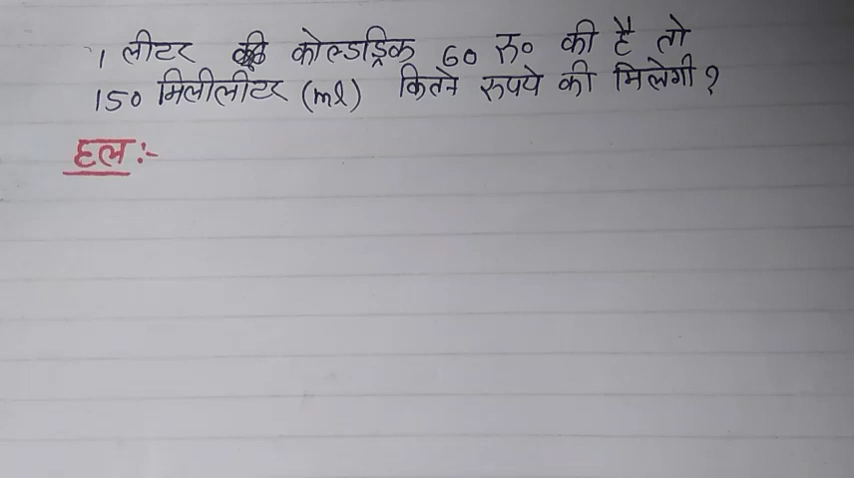 1 लीटर कोल्डड्रिक 60 रु० की है तो
150 मिलीलीटर (ml) कितने रुपये की मिलेगी ?
हल :-